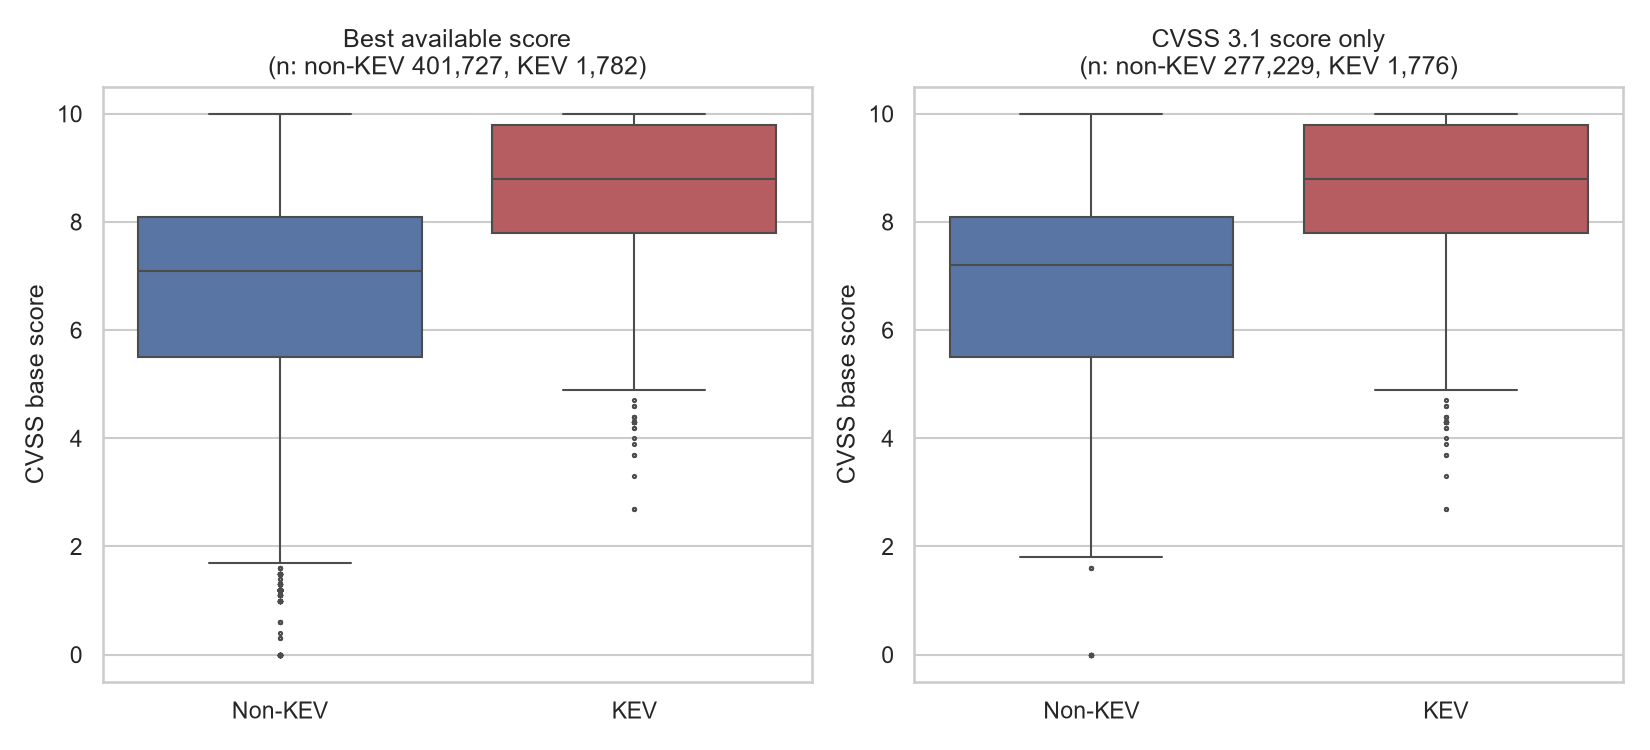 Best available score
(n: non-KEV 401,727, KEV 1,782)
CVSS base score
10
8
6
4
2
0
Non-KEV
KEV
CVSS 3.1 score only
(n: non-KEV 277,229, KEV 1,776)
CVSS base score
10
8
6
4
2
0
Non-KEV
KEV